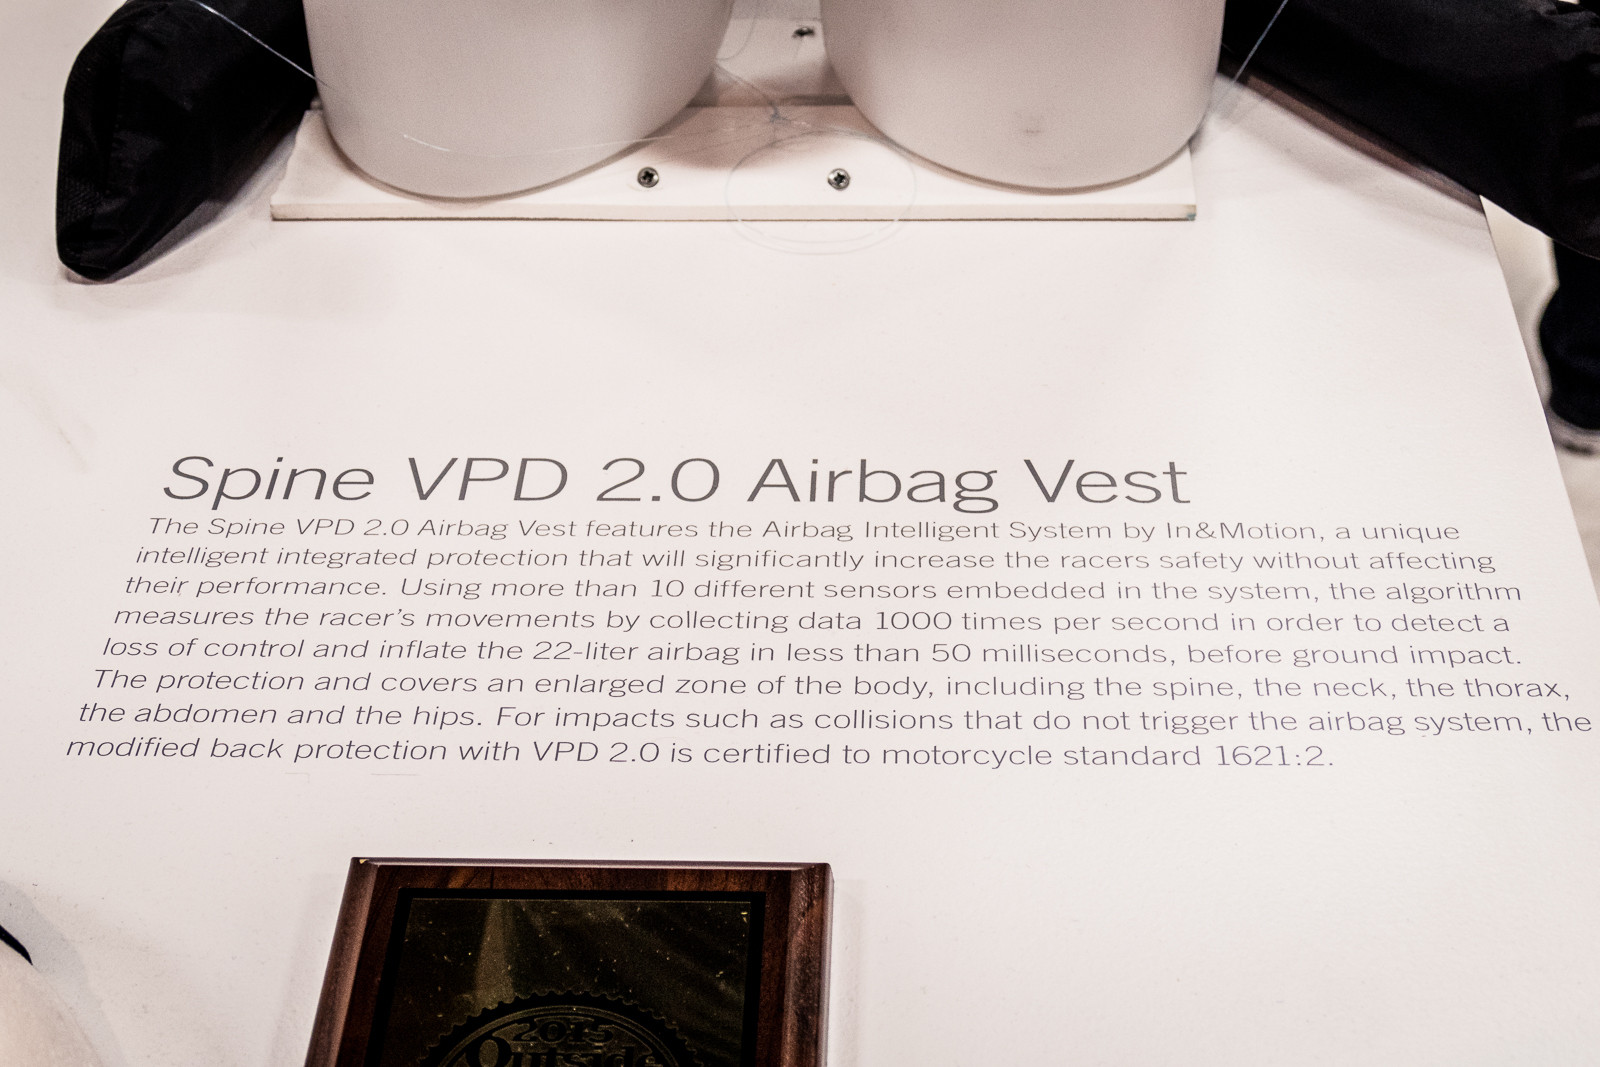 Spine VPD 2.0 Airbag Vest
The Spine VPD 2.0 Airbag Vest features the Airbag Intelligent System by In&Motion, a unique
intelligent integrated protection that will significantly increase the racers safety without affecting
their performance. Using more than 10 different sensors embedded in the system, the algorithm
measures the racer's movements by collecting data 1000 times per second in order to detect a
loss of control and inflate the 22-liter airbag in less than 50 milliseconds, before ground impact.
The protection and covers an enlarged zone of the body, including the spine, the neck, the thorax,
the abdomen and the hips. For impacts such as collisions that do not trigger the airbag system, the
modified back protection with VPD 2.0 is certified to motorcycle standard 1621:2.
2015
Outside